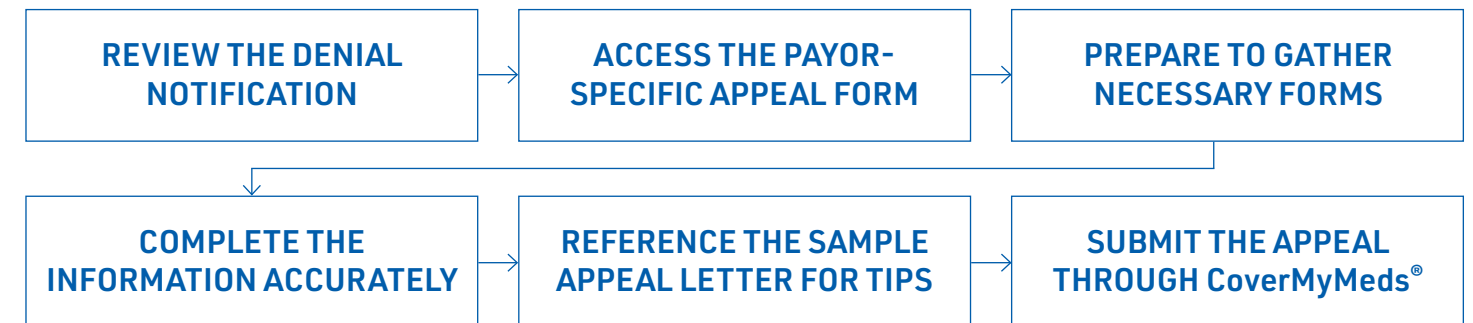 REVIEW THE DENIAL
NOTIFICATION
ACCESS THE PAYOR-
SPECIFIC APPEAL FORM
PREPARE TO GATHER
NECESSARY FORMS
COMPLETE THE
INFORMATION ACCURATELY
REFERENCE THE SAMPLE
APPEAL LETTER FOR TIPS
SUBMIT THE APPEAL
THROUGH CoverMyMeds®